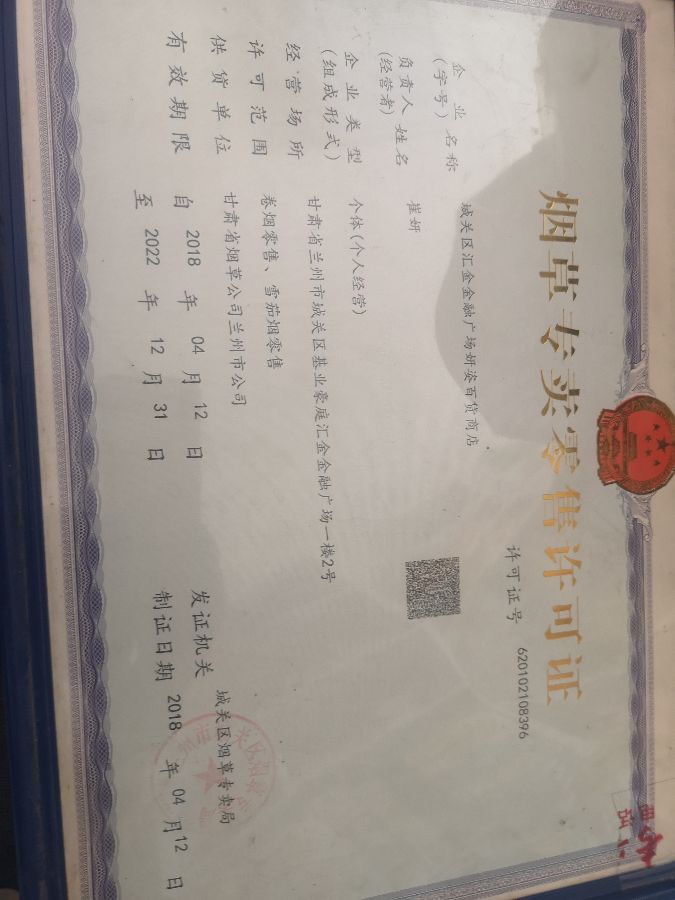 烟草专卖零售许可证
许可证号 620102108396
企业名称
(字号) 城关区汇金金融广场妍姿百货商店
负责人姓名
(经营者) 崔妍
企业类型
(组成形式) 个体(个人经营)
经营场所 甘肃省兰州市城关区基业豪庭汇金金融广场一楼2号
许可范围 卷烟零售、雪茄烟零售
供货单位 甘肃省烟草公司兰州市公司
有效期限 自 2018 年 04 月 12 日
至 2022 年 12 月 31 日
发证机关 城关区烟草专卖局
制证日期 2018 年 04 月 12 日